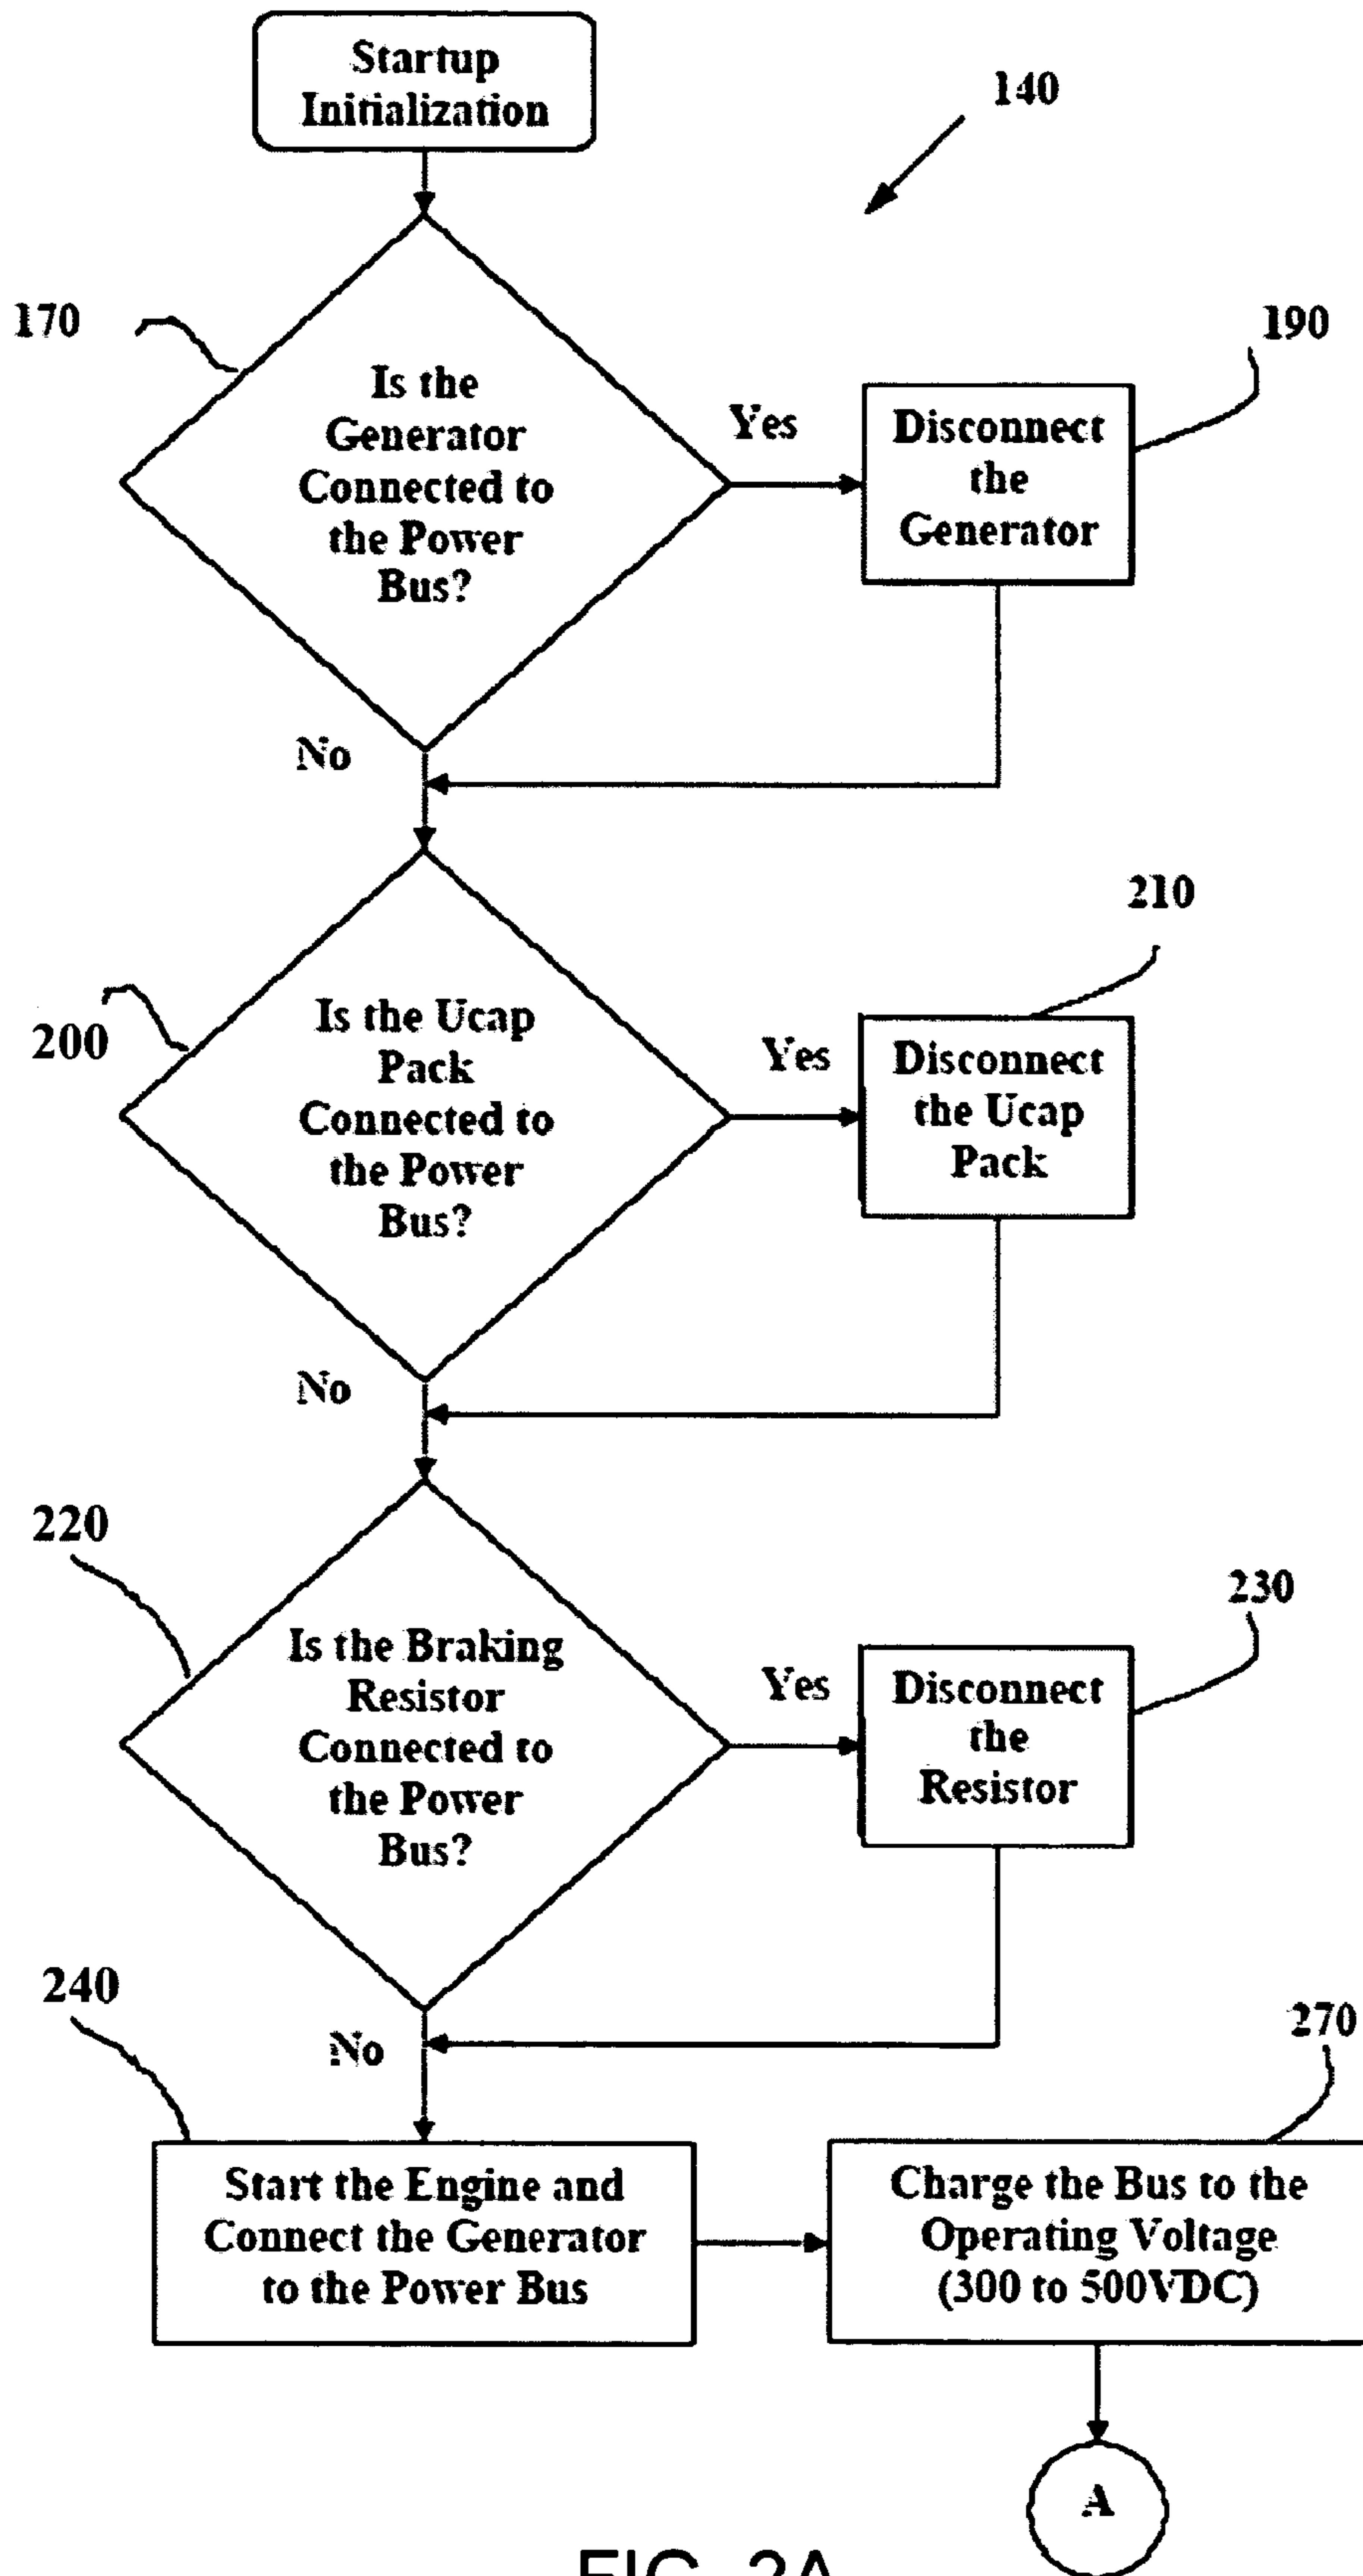 Startup
Initialization
140
170
Is the
Generator
Connected to
the Power
Bus?
Yes
190
Disconnect
the
Generator
No
200
Is the Ucap
Pack
Connected to
the Power
Bus?
Yes
210
Disconnect
the Ucap
Pack
No
220
Is the Braking
Resistor
Connected to
the Power
Bus?
Yes
230
Disconnect
the
Resistor
No
240
Start the Engine and
Connect the Generator
to the Power Bus
270
Charge the Bus to the
Operating Voltage
(300 to 500VDC)
A
FIG. 2A